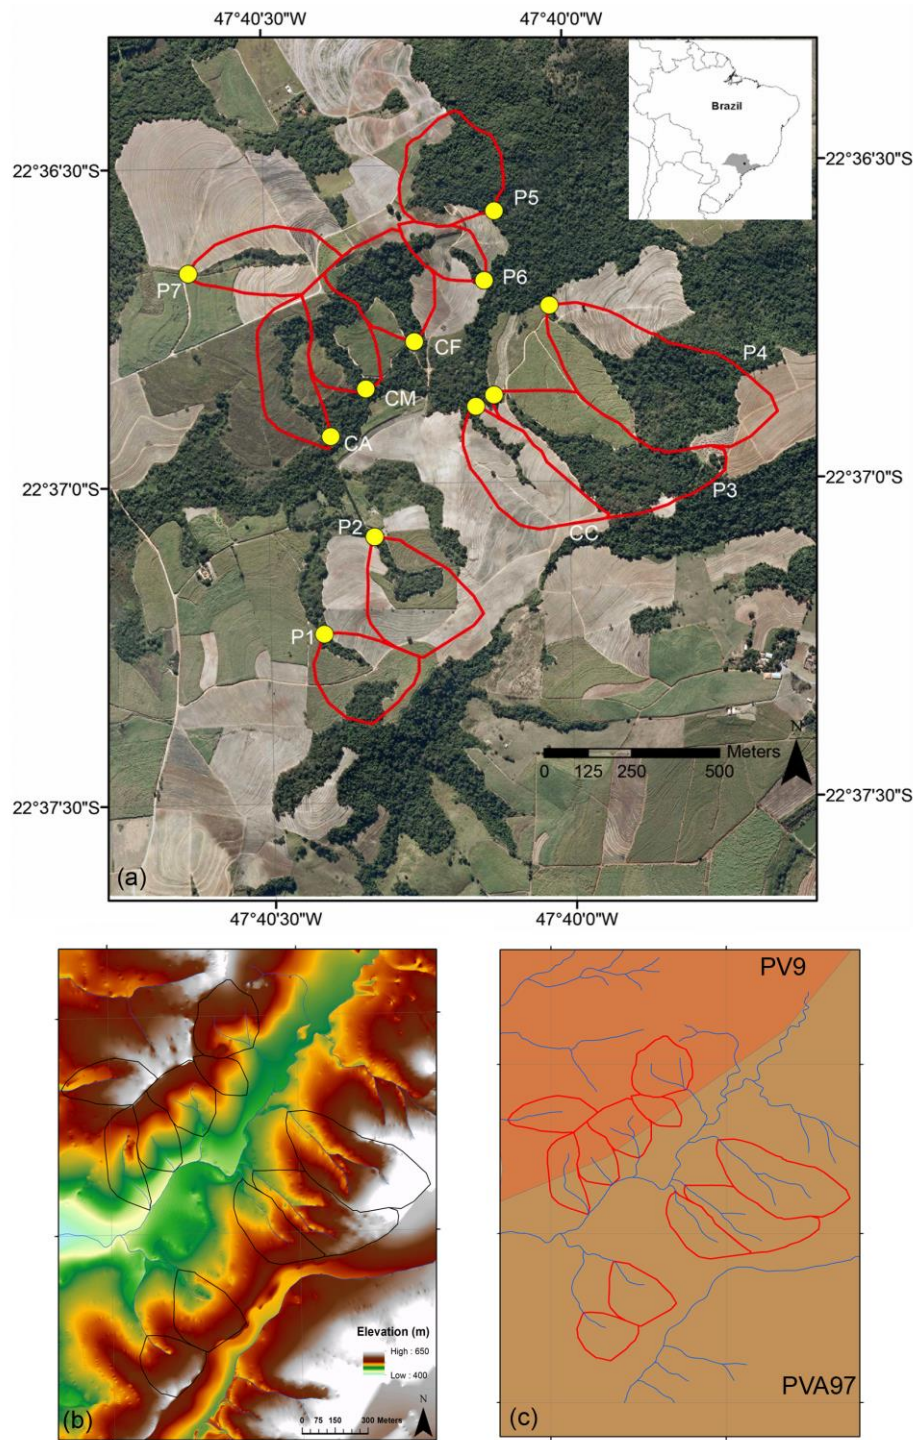 47°40'30"W
47°40'0"W
Brazil
22°36'30"S
22°36'30"S
P5
P6
P7
P4
CF
CM
CA
22°37'0"S
22°37'0"S
P3
CC
P2
P1
N
Meters
0 125 250 500
22°37'30"S
22°37'30"S
(a)
47°40'30"W
47°40'0"W
PV9
Elevation (m)
High : 650
Low : 400
N
0 75 150 300 Meters
(b)
PVA97
(c)